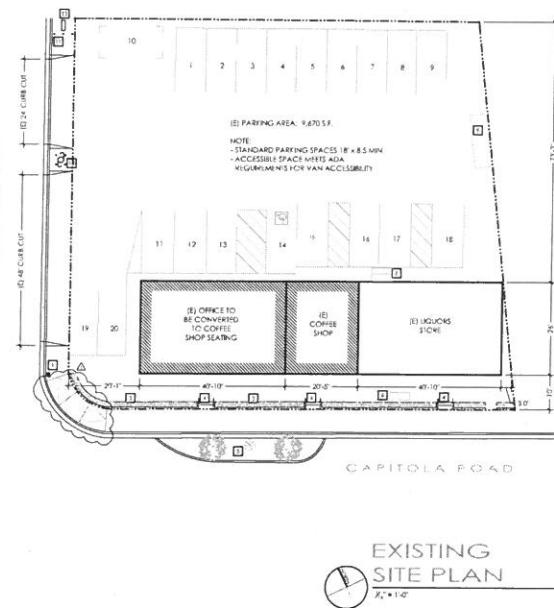 10
1 2 3 4 5 6 7 8 9
(E) 24' CURB CUT
(E) PARKING AREA: 9,670 S.F.
NOTE:
- STANDARD PARKING SPACES 18' x 8.5 MIN
- ACCESSIBLE SPACE MEETS ADA
REQUIREMENTS FOR VAN ACCESSIBILITY
(E) 48' CURB CUT
11 12 13 14 15 16 17 18
19 20
(E) OFFICE TO
BE CONVERTED
TO COFFEE
SHOP SEATING
(E)
COFFEE
SHOP
(E) LIQUORS
STORE
40'-10" 20'-5" 40'-10"
10'
CAPITOLA ROAD
EXISTING
SITE PLAN